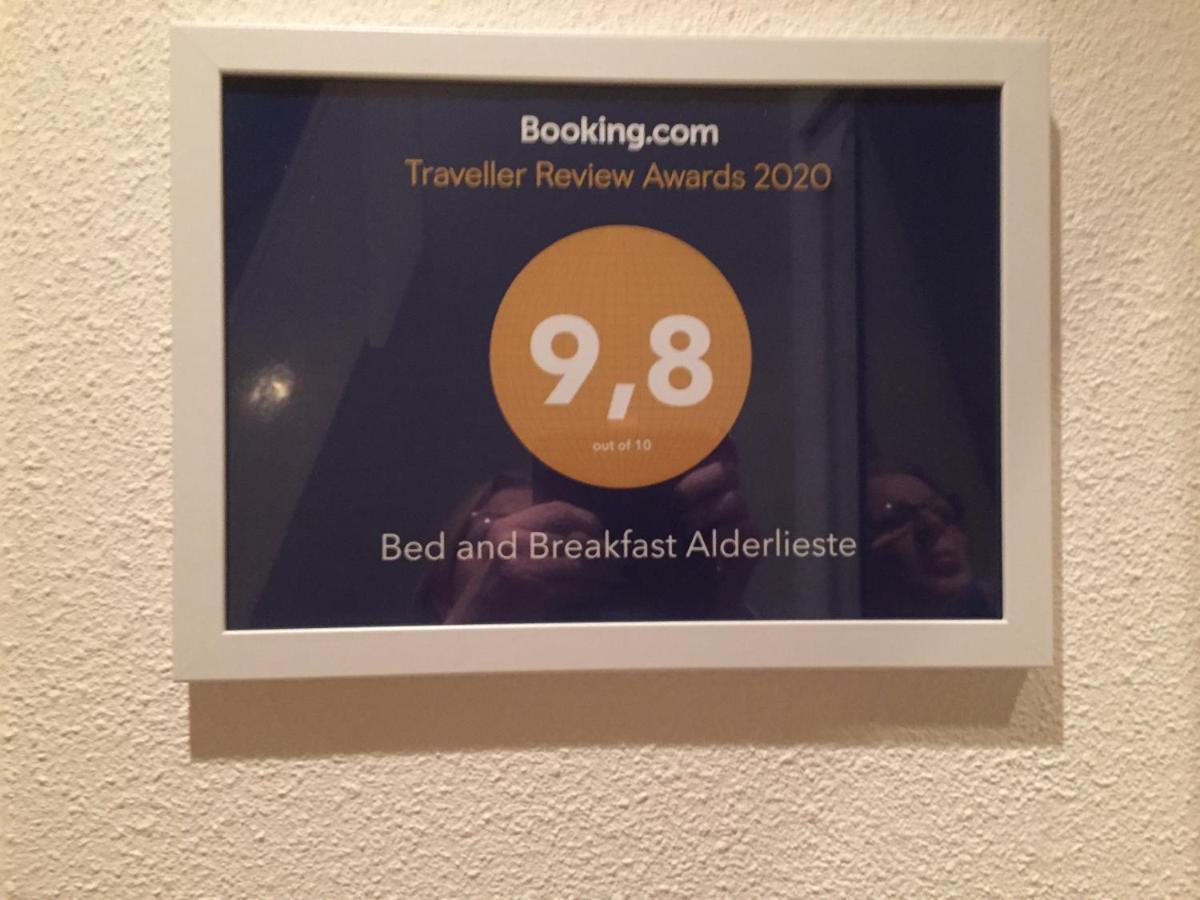 Booking.com
Traveller Review Awards 2020
9,8
out of 10
Bed and Breakfast Alderlieste